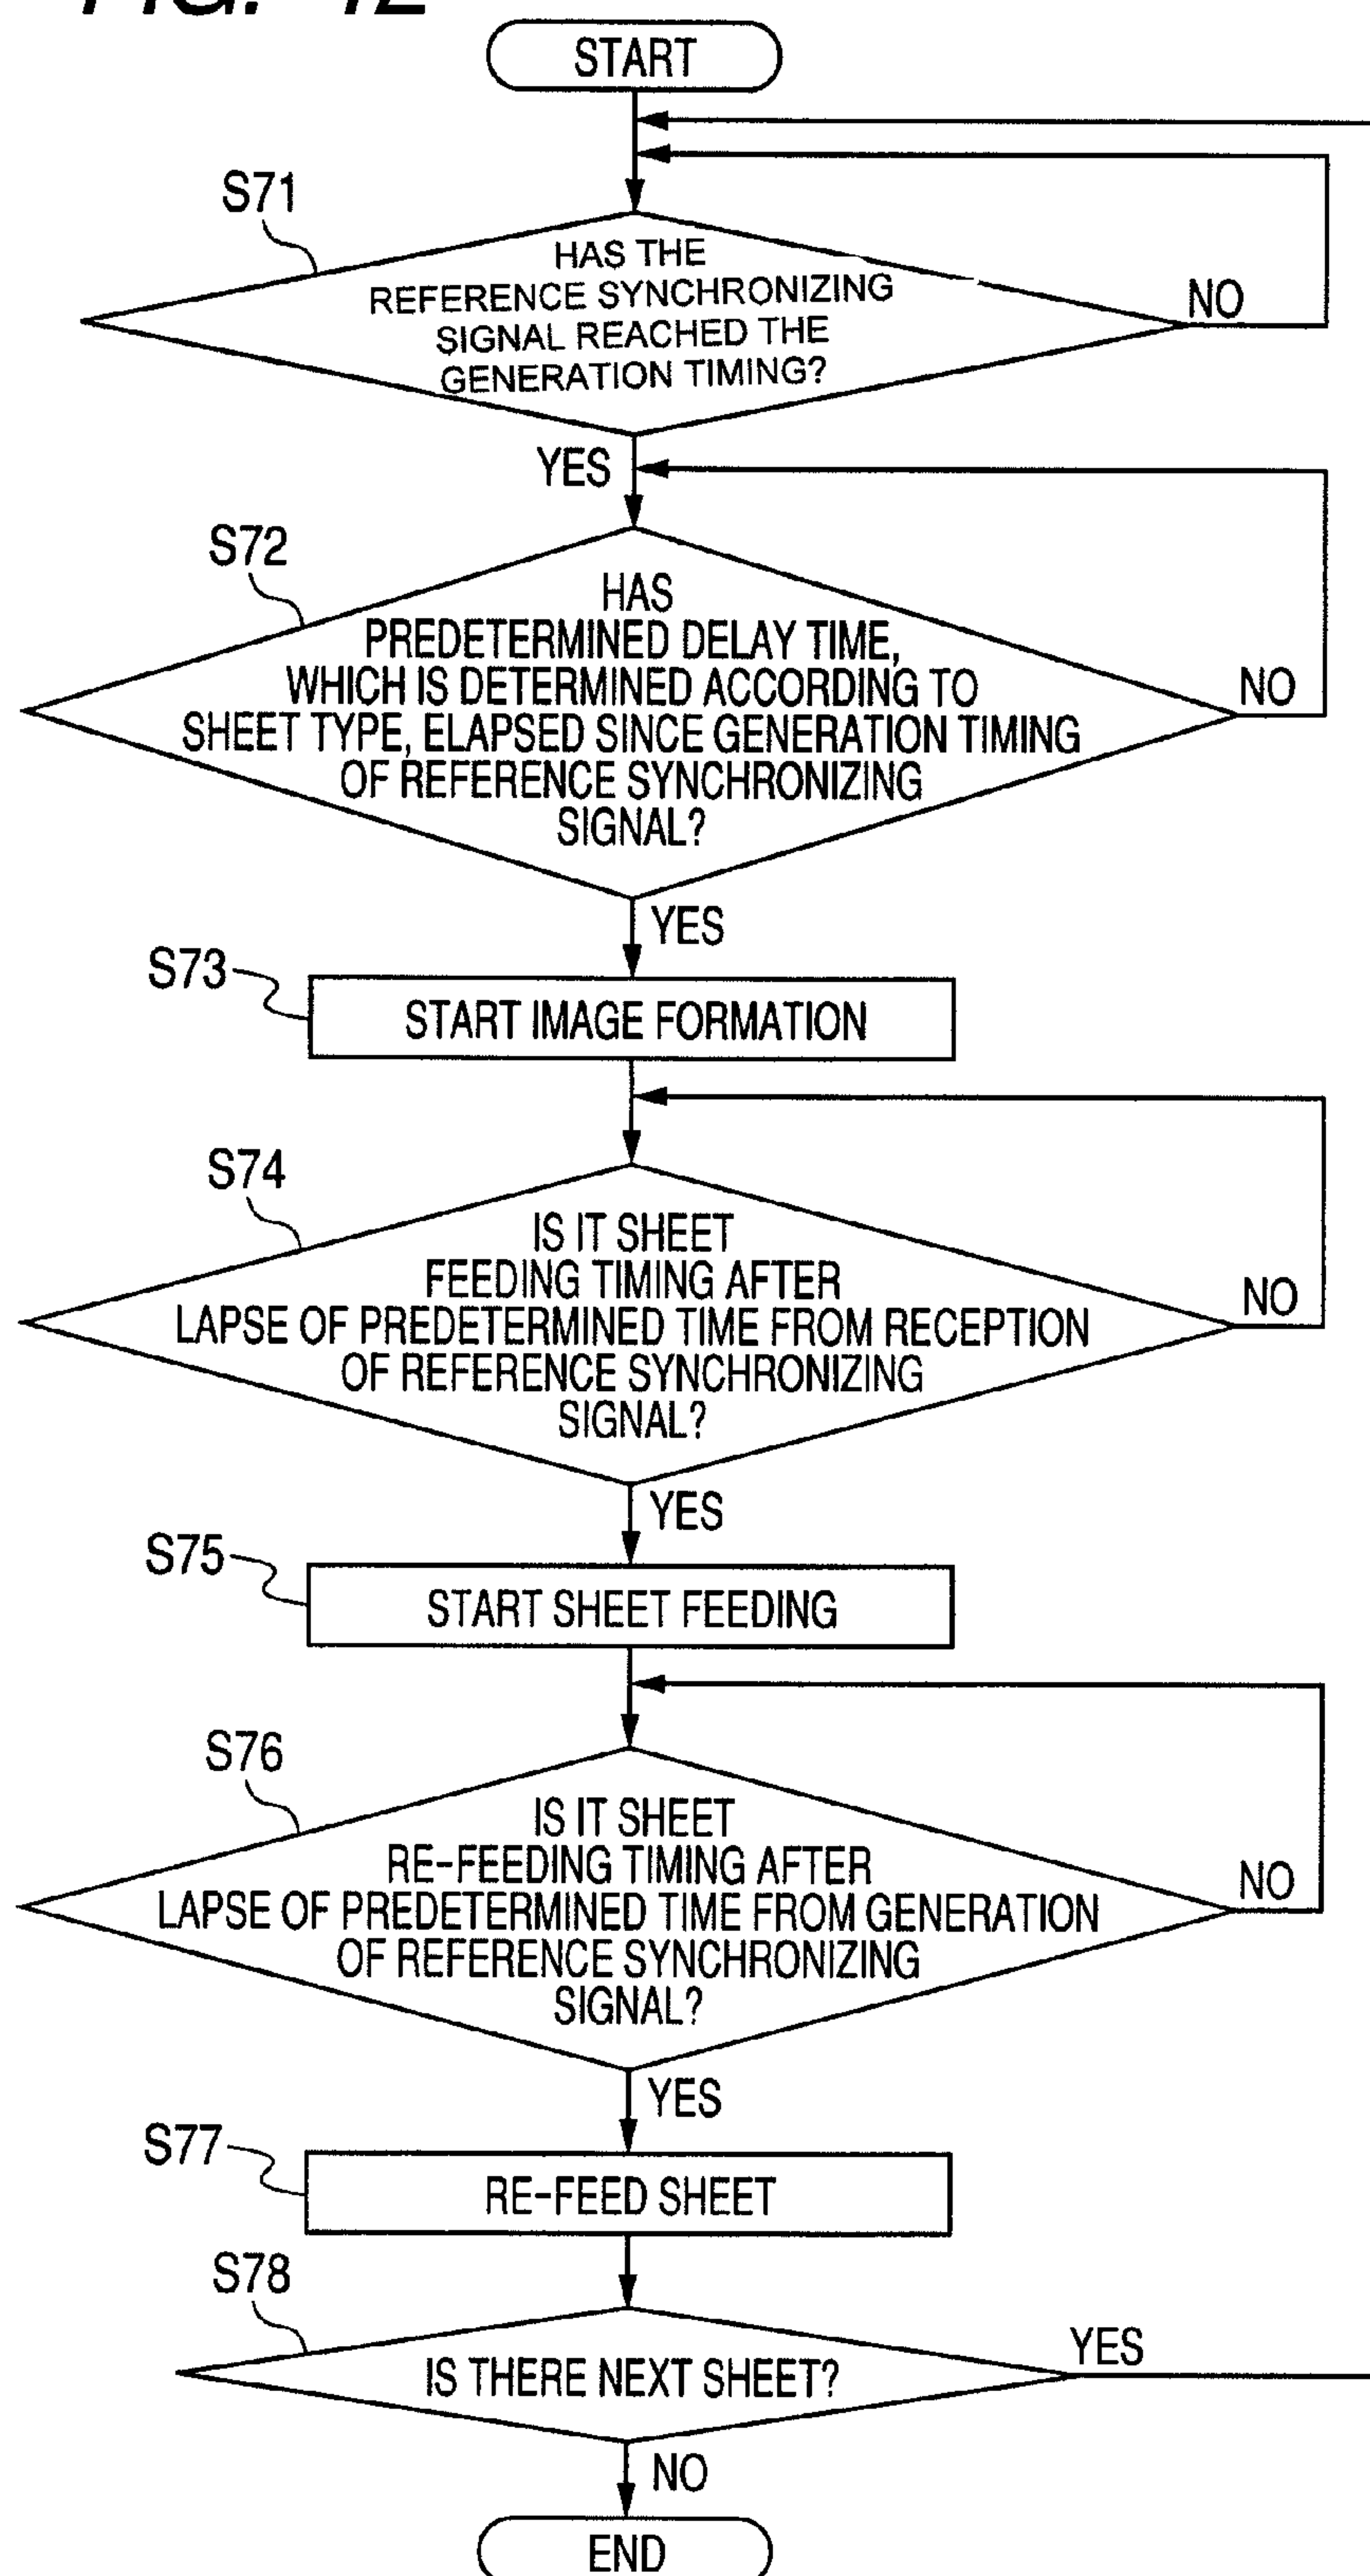 FIG. 12
START
S71
HAS THE
REFERENCE SYNCHRONIZING
SIGNAL REACHED THE
GENERATION TIMING?
NO
YES
S72
HAS
PREDETERMINED DELAY TIME,
WHICH IS DETERMINED ACCORDING TO
SHEET TYPE, ELAPSED SINCE GENERATION TIMING
OF REFERENCE SYNCHRONIZING
SIGNAL?
NO
YES
S73
START IMAGE FORMATION
S74
IS IT SHEET
FEEDING TIMING AFTER
LAPSE OF PREDETERMINED TIME FROM RECEPTION
OF REFERENCE SYNCHRONIZING
SIGNAL?
NO
YES
S75
START SHEET FEEDING
S76
IS IT SHEET
RE-FEEDING TIMING AFTER
LAPSE OF PREDETERMINED TIME FROM GENERATION
OF REFERENCE SYNCHRONIZING
SIGNAL?
NO
YES
S77
RE-FEED SHEET
S78
IS THERE NEXT SHEET?
YES
NO
END